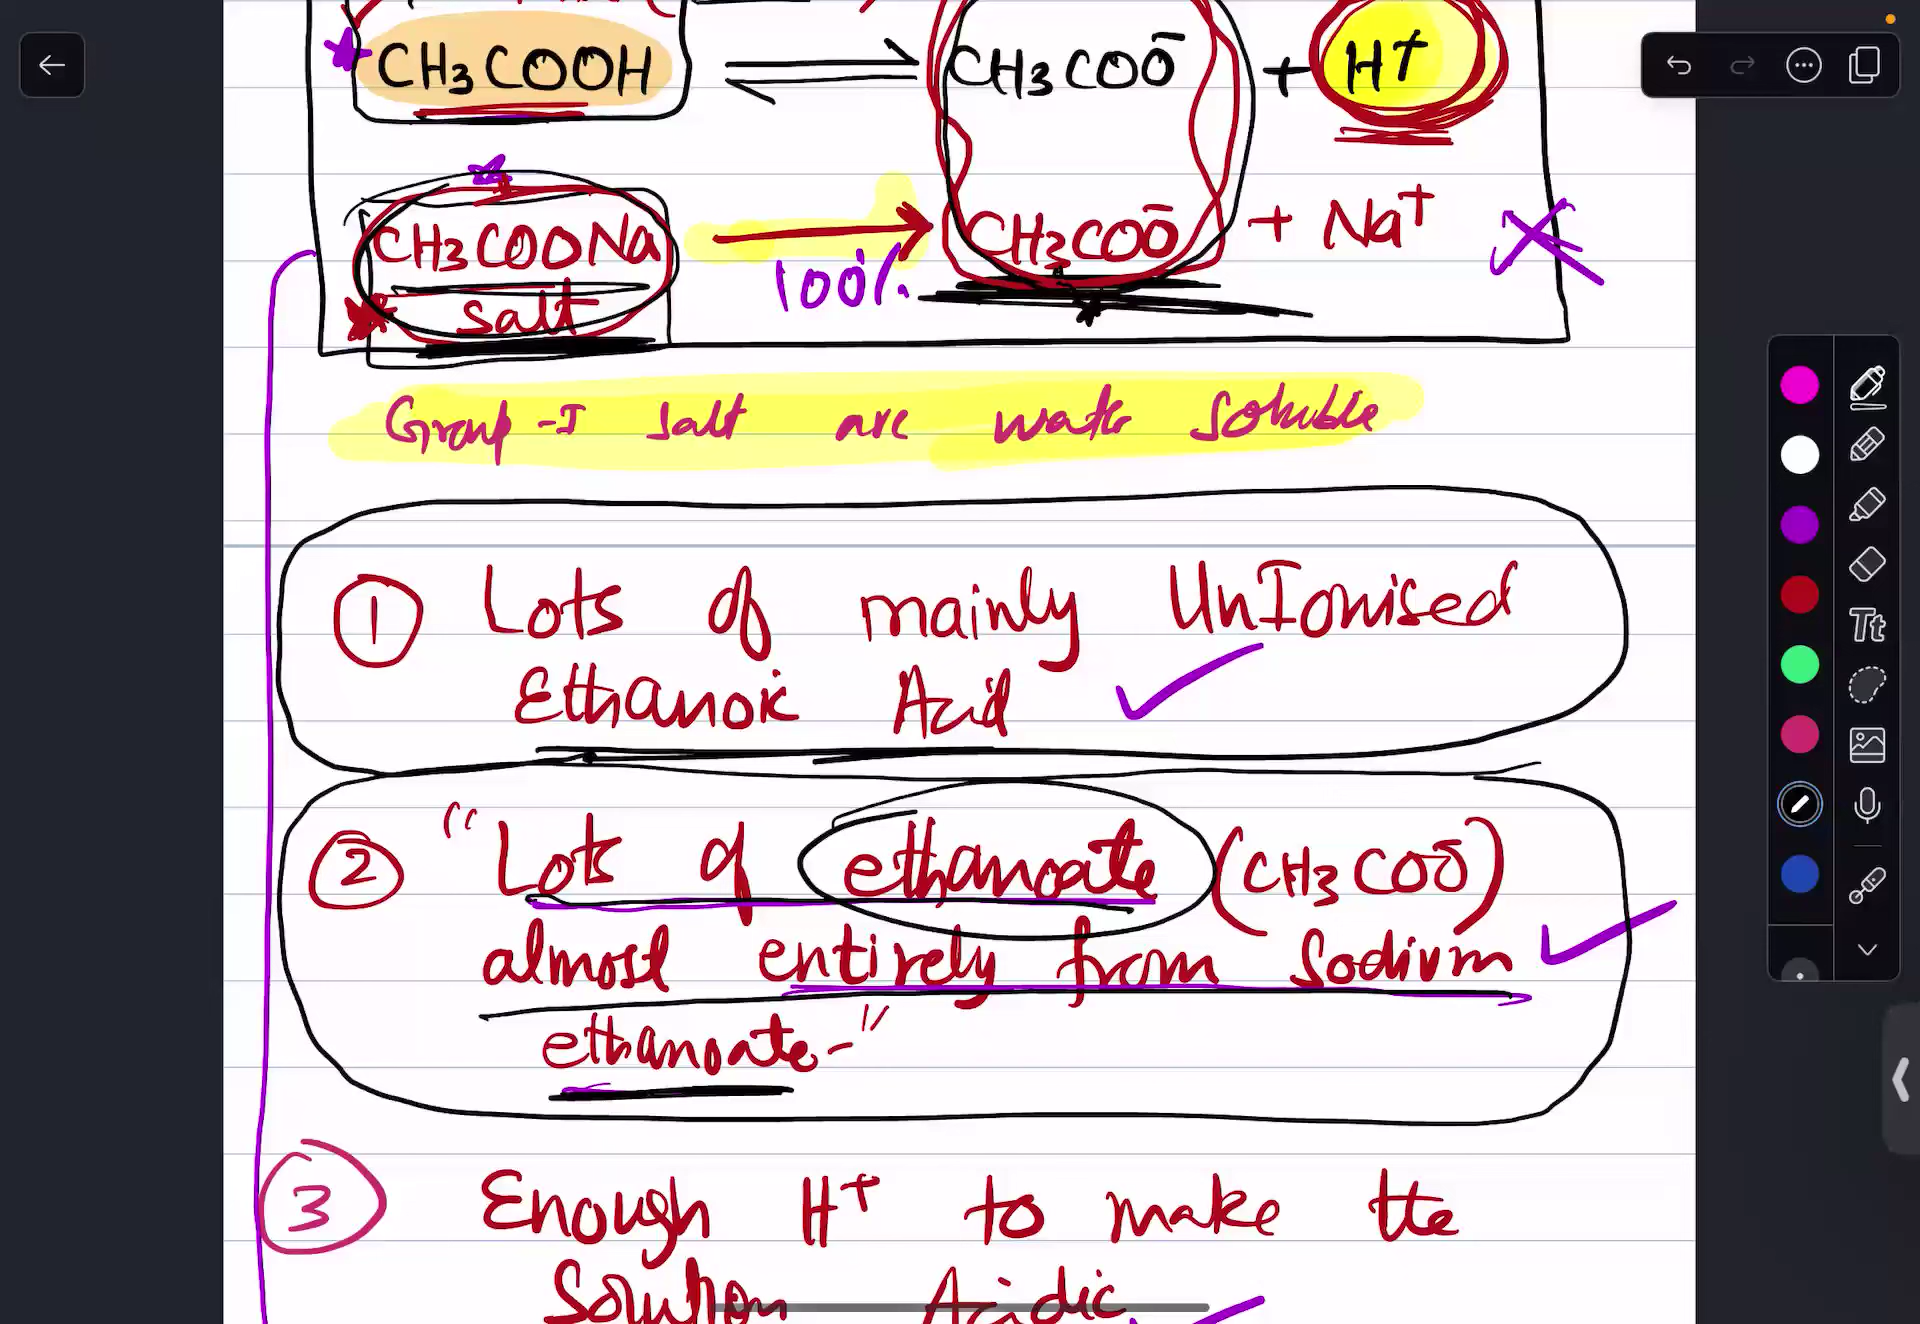 CH3COOH ⇌ CH3COO⁻ + H⁺
CH3COONa → CH3COO⁻ + Na⁺
100%
salt
Group-I salt are water soluble
① Lots of mainly UnIonised
Ethanoic Acid
② "Lots of ethanoate (CH3COO⁻)
almost entirely from Sodium
ethanoate-"
③ Enough H⁺ to make the
Solution Acidic
Tt